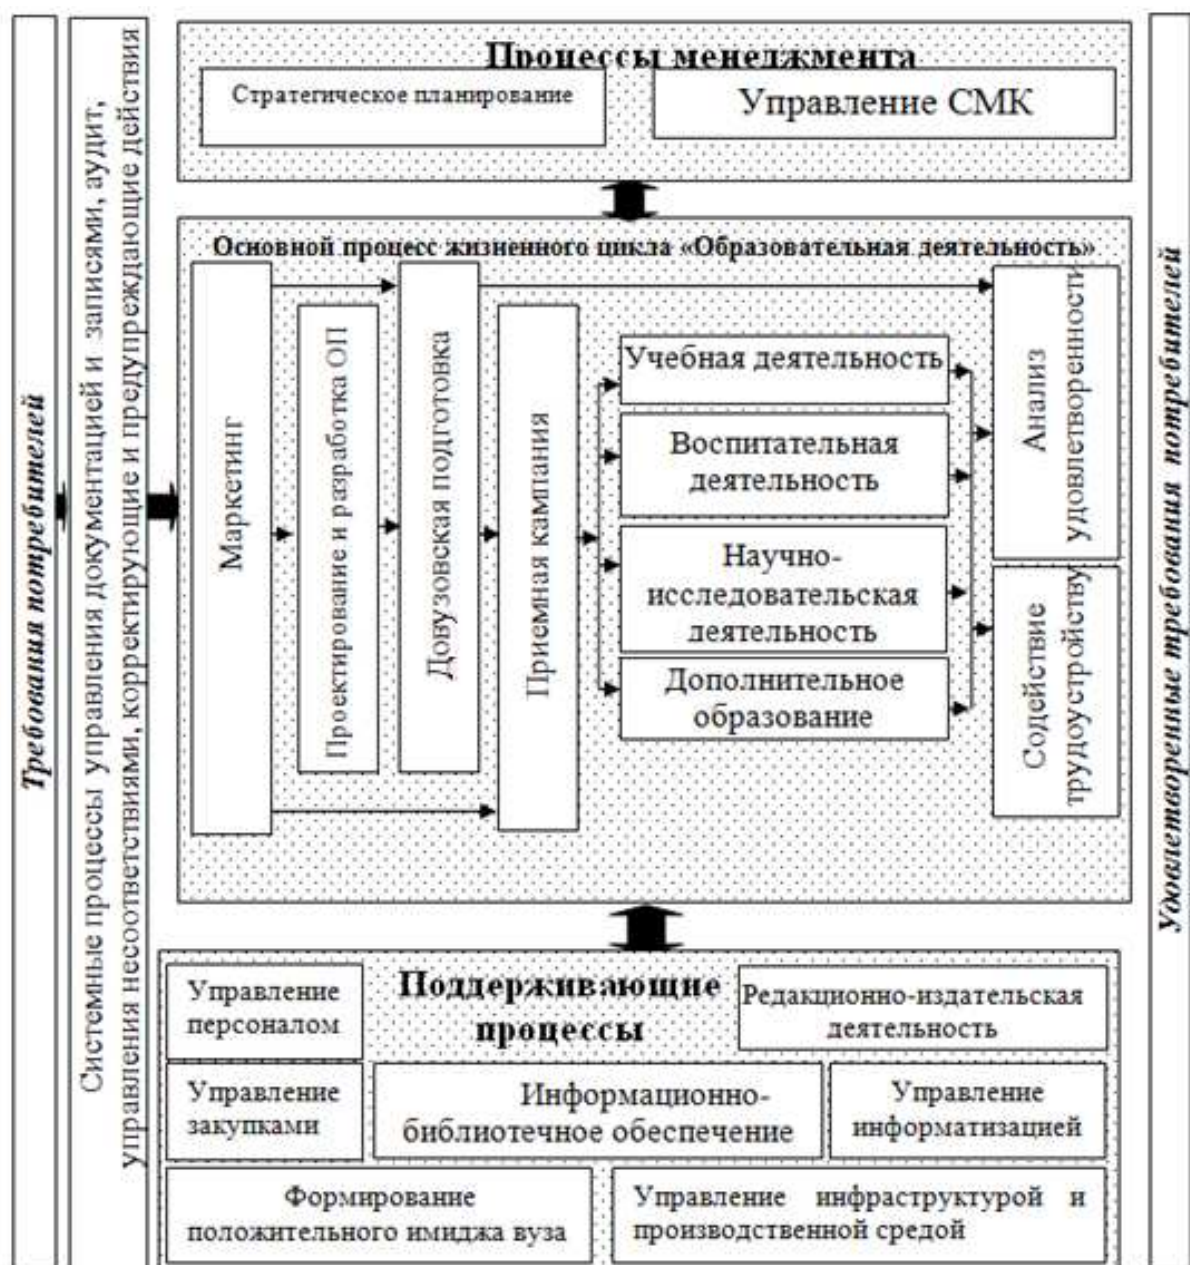 Требования потребителей
Системные процессы управления документацией и записями, аудит,
управления несоответствиями, корректирующие и предупреждающие действия
Процессы менеджмента
Стратегическое планирование
Управление СМК
Основной процесс жизненного цикла «Образовательная деятельность»
Маркетинг
Проектирование и разработка ОП
Довузовская подготовка
Приемная кампания
Учебная деятельность
Воспитательная
деятельность
Научно-
исследовательская
деятельность
Дополнительное
образование
Анализ
удовлетворенности
Содействие
трудоустройству
Поддерживающие
процессы
Управление
персоналом
Редакционно-издательская
деятельность
Управление
закупками
Информационно-
библиотечное обеспечение
Управление
информатизацией
Формирование
положительного имиджа вуза
Управление инфраструктурой и
производственной средой
Удовлетворенные требования потребителей